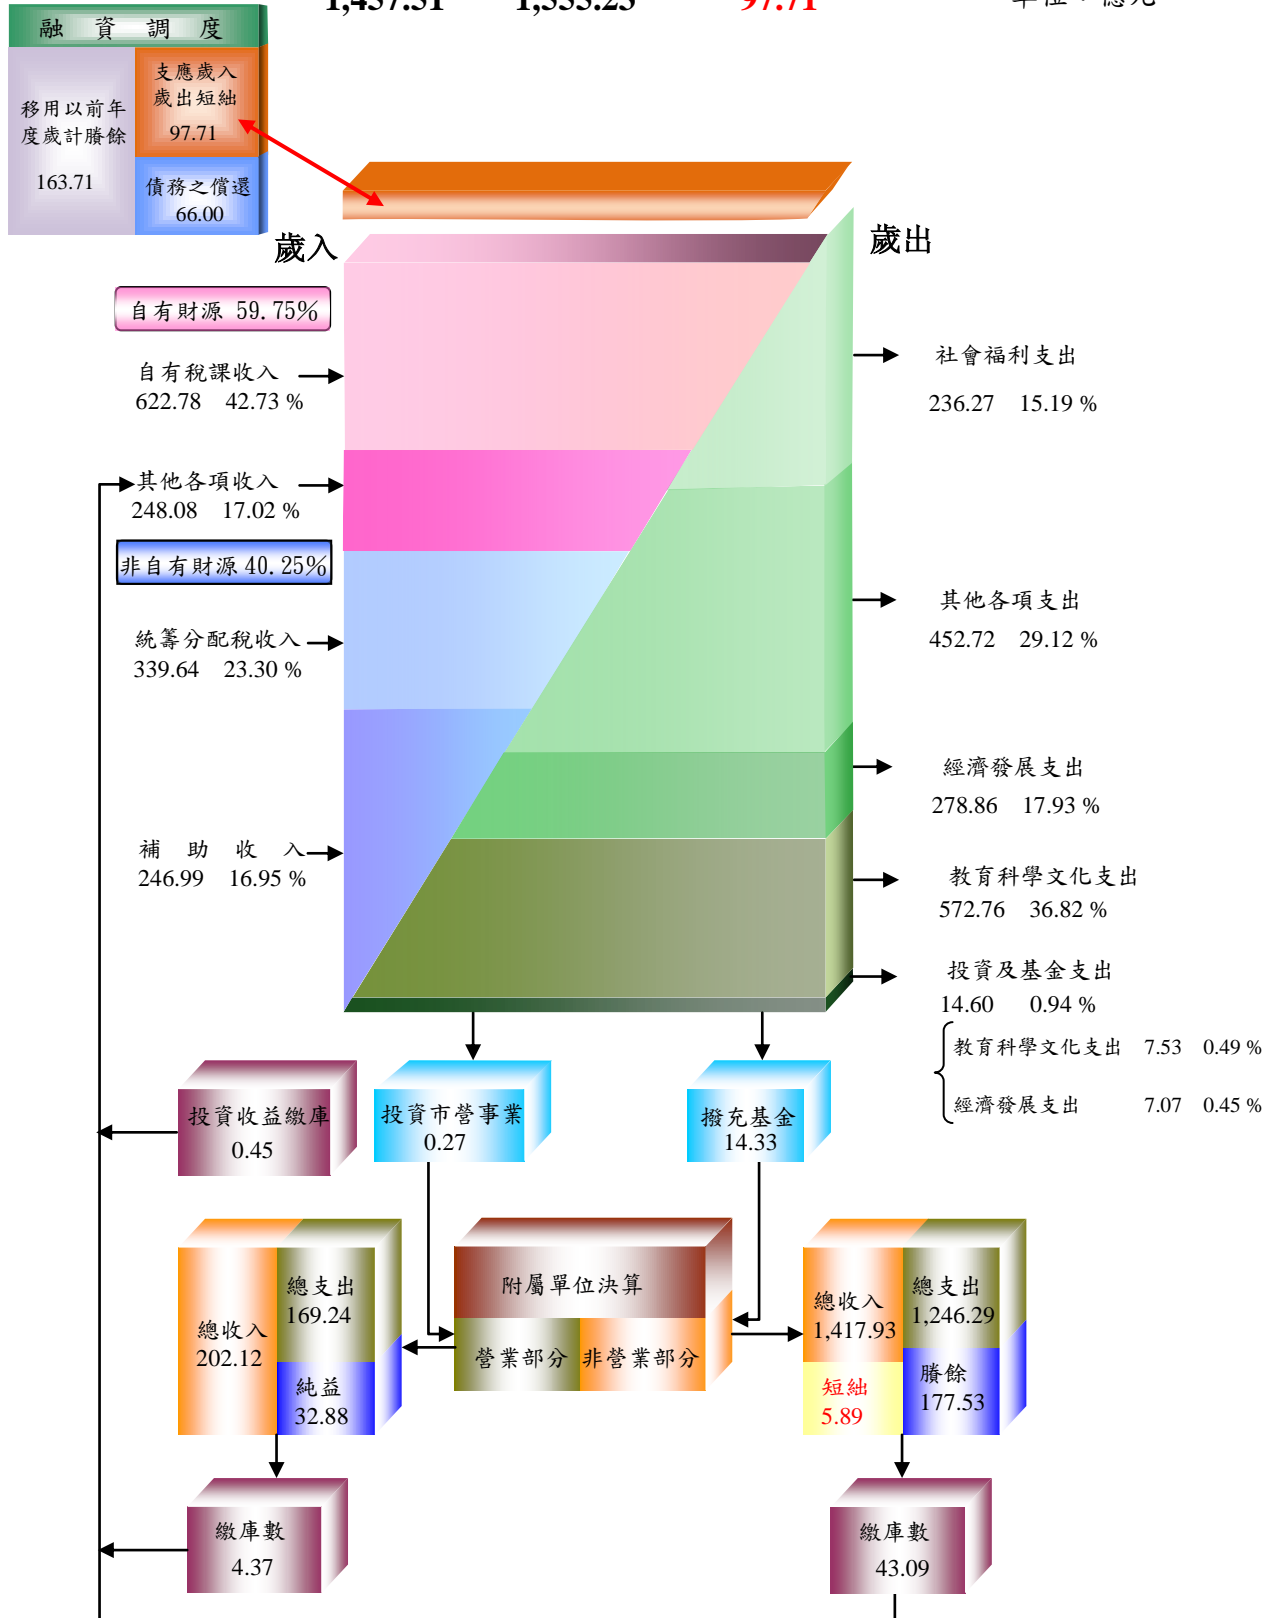 97.71
融資調度
移用以前年
度歲計賸餘
163.71
支應歲入
歲出短絀
97.71
債務之償還
66.00
歲入
歲出
自有財源 59.75%
自有稅課收入
622.78 42.73 %
其他各項收入
248.08 17.02 %
非自有財源 40.25%
統籌分配稅收入
339.64 23.30 %
補助收入
246.99 16.95 %
社會福利支出
236.27 15.19 %
其他各項支出
452.72 29.12 %
經濟發展支出
278.86 17.93 %
教育科學文化支出
572.76 36.82 %
投資及基金支出
14.60 0.94 %
教育科學文化支出 7.53 0.49 %
經濟發展支出 7.07 0.45 %
投資收益繳庫
0.45
投資市營事業
0.27
撥充基金
14.33
總收入
202.12
總支出
169.24
純益
32.88
附屬單位決算
營業部分
非營業部分
總收入
1,417.93
總支出
1,246.29
短絀
5.89
賸餘
177.53
繳庫數
4.37
繳庫數
43.09